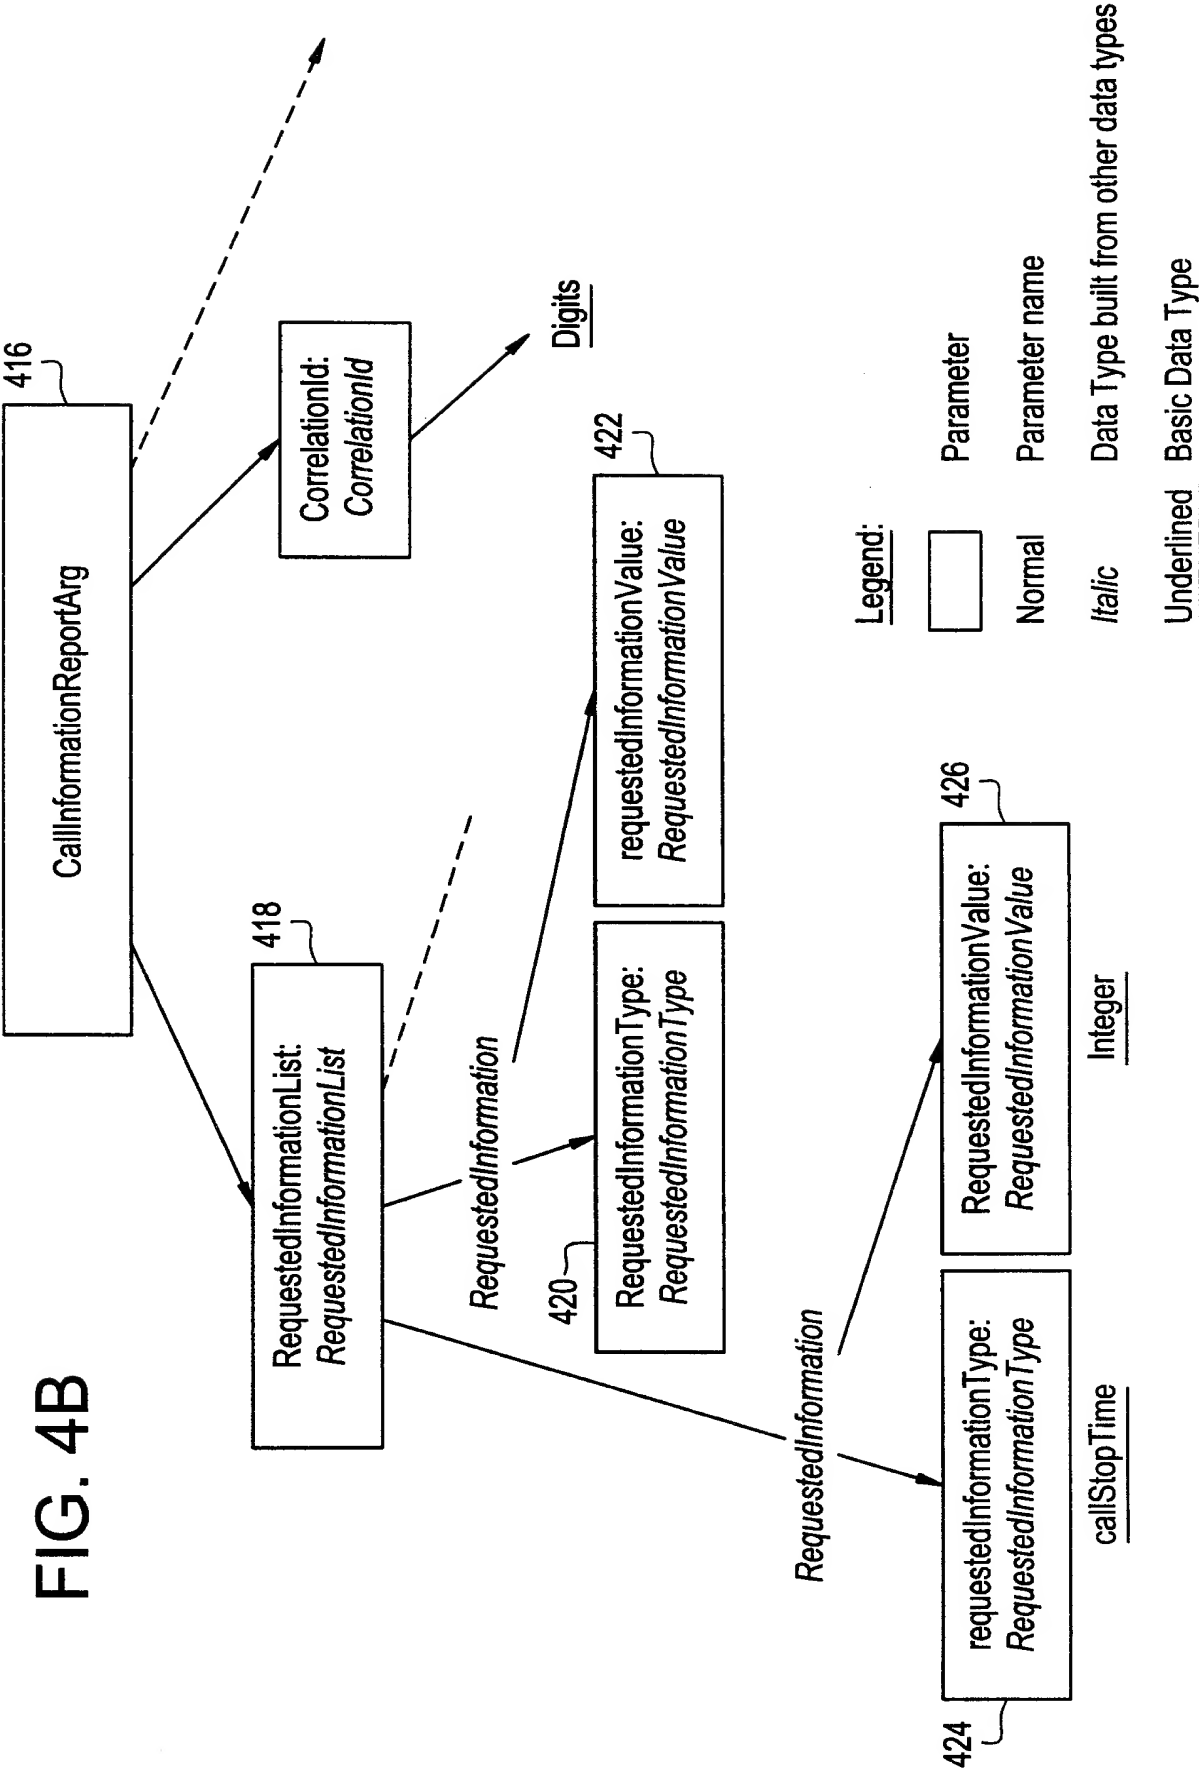 FIG. 4B
416
CallInformationReportArg
418
RequestedInformationList:
RequestedInformationList
CorrelationId:
CorrelationId
Digits
RequestedInformation
420
RequestedInformationType:
RequestedInformationType
422
requestedInformationValue:
RequestedInformationValue
RequestedInformation
424
requestedInformationType:
RequestedInformationType
callStopTime
426
RequestedInformationValue:
RequestedInformationValue
Integer
Legend:
Parameter
Normal Parameter name
Italic Data Type built from other data types
Underlined Basic Data Type